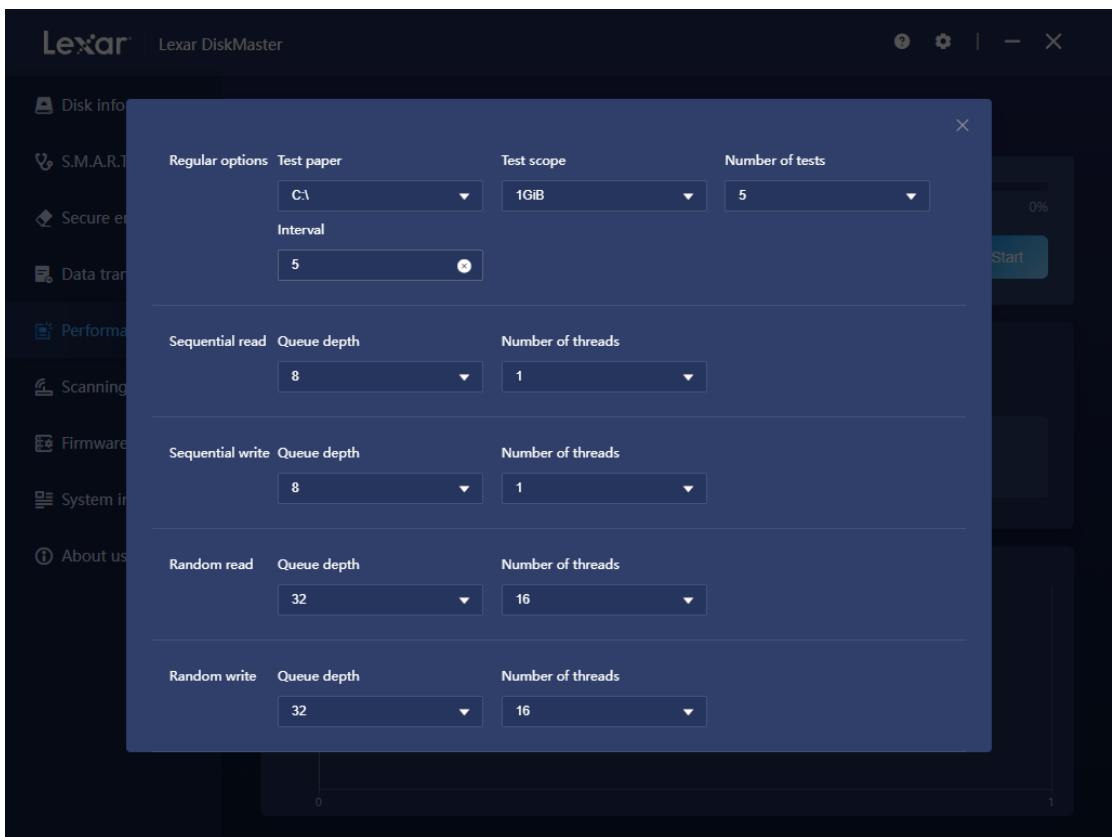 Lexar Lexar DiskMaster
Disk info
S.M.A.R.T
Regular options Test paper Test scope Number of tests
C:\ 1GiB 5
0%
Secure er
Interval
5
Start
Data tran
Performa
Sequential read Queue depth Number of threads
8 1
Scanning
Firmware
Sequential write Queue depth Number of threads
8 1
System in
About us
Random read Queue depth Number of threads
32 16
Random write Queue depth Number of threads
32 16
0 1